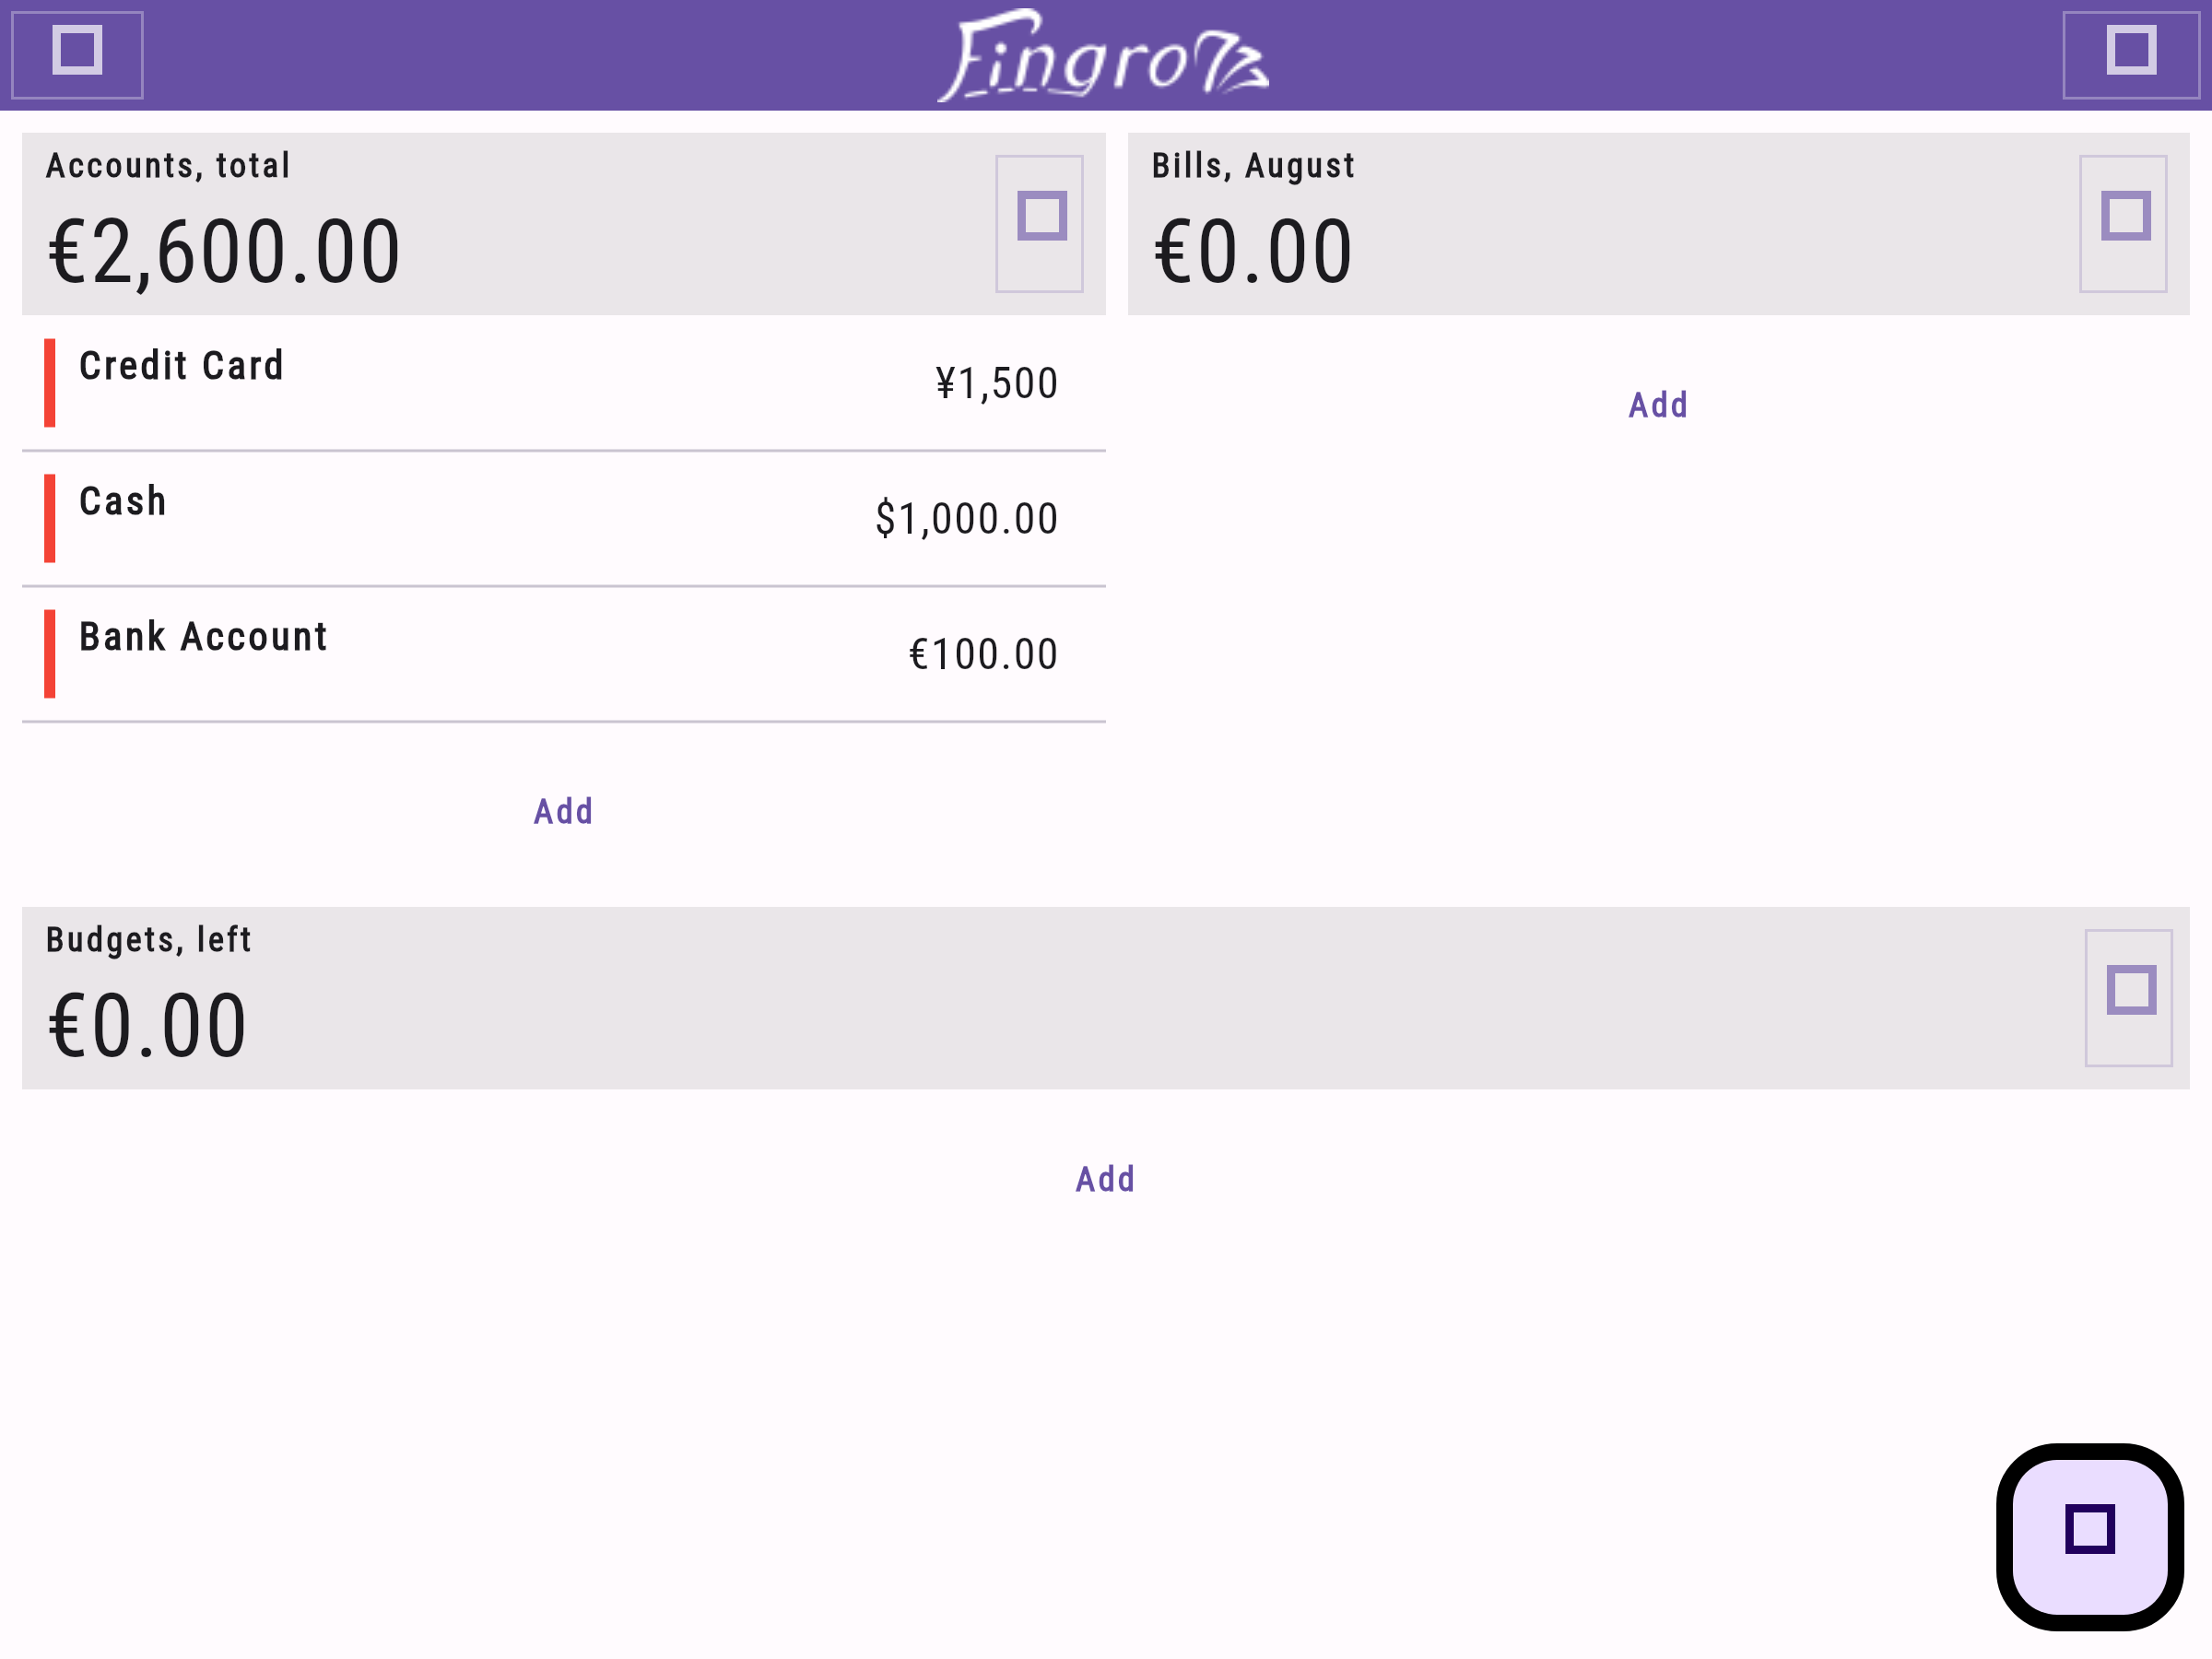 Fingrom
Accounts, total
€2,600.00
Credit Card
¥1,500
Cash
$1,000.00
Bank Account
€100.00
Add
Bills, August
€0.00
Add
Budgets, left
€0.00
Add